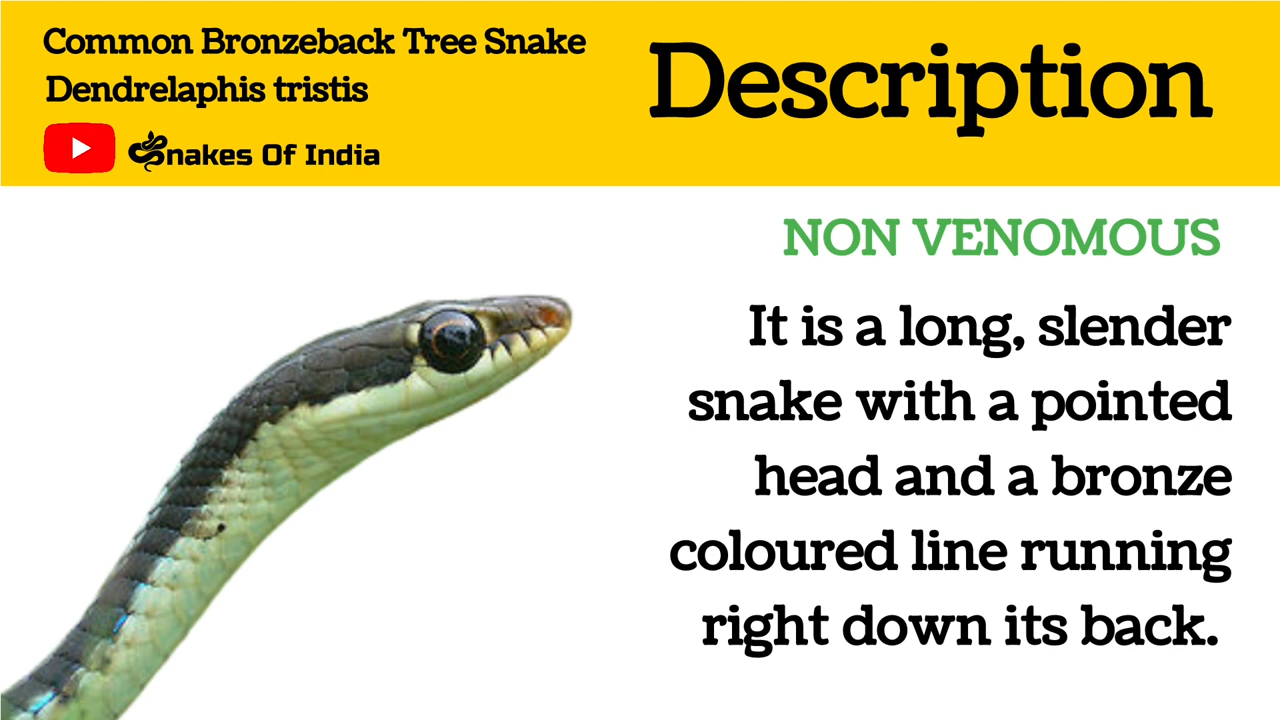 Common Bronzeback Tree Snake
Dendrelaphis tristis
Snakes Of India
Description
NON VENOMOUS
It is a long, slender
snake with a pointed
head and a bronze
coloured line running
right down its back.